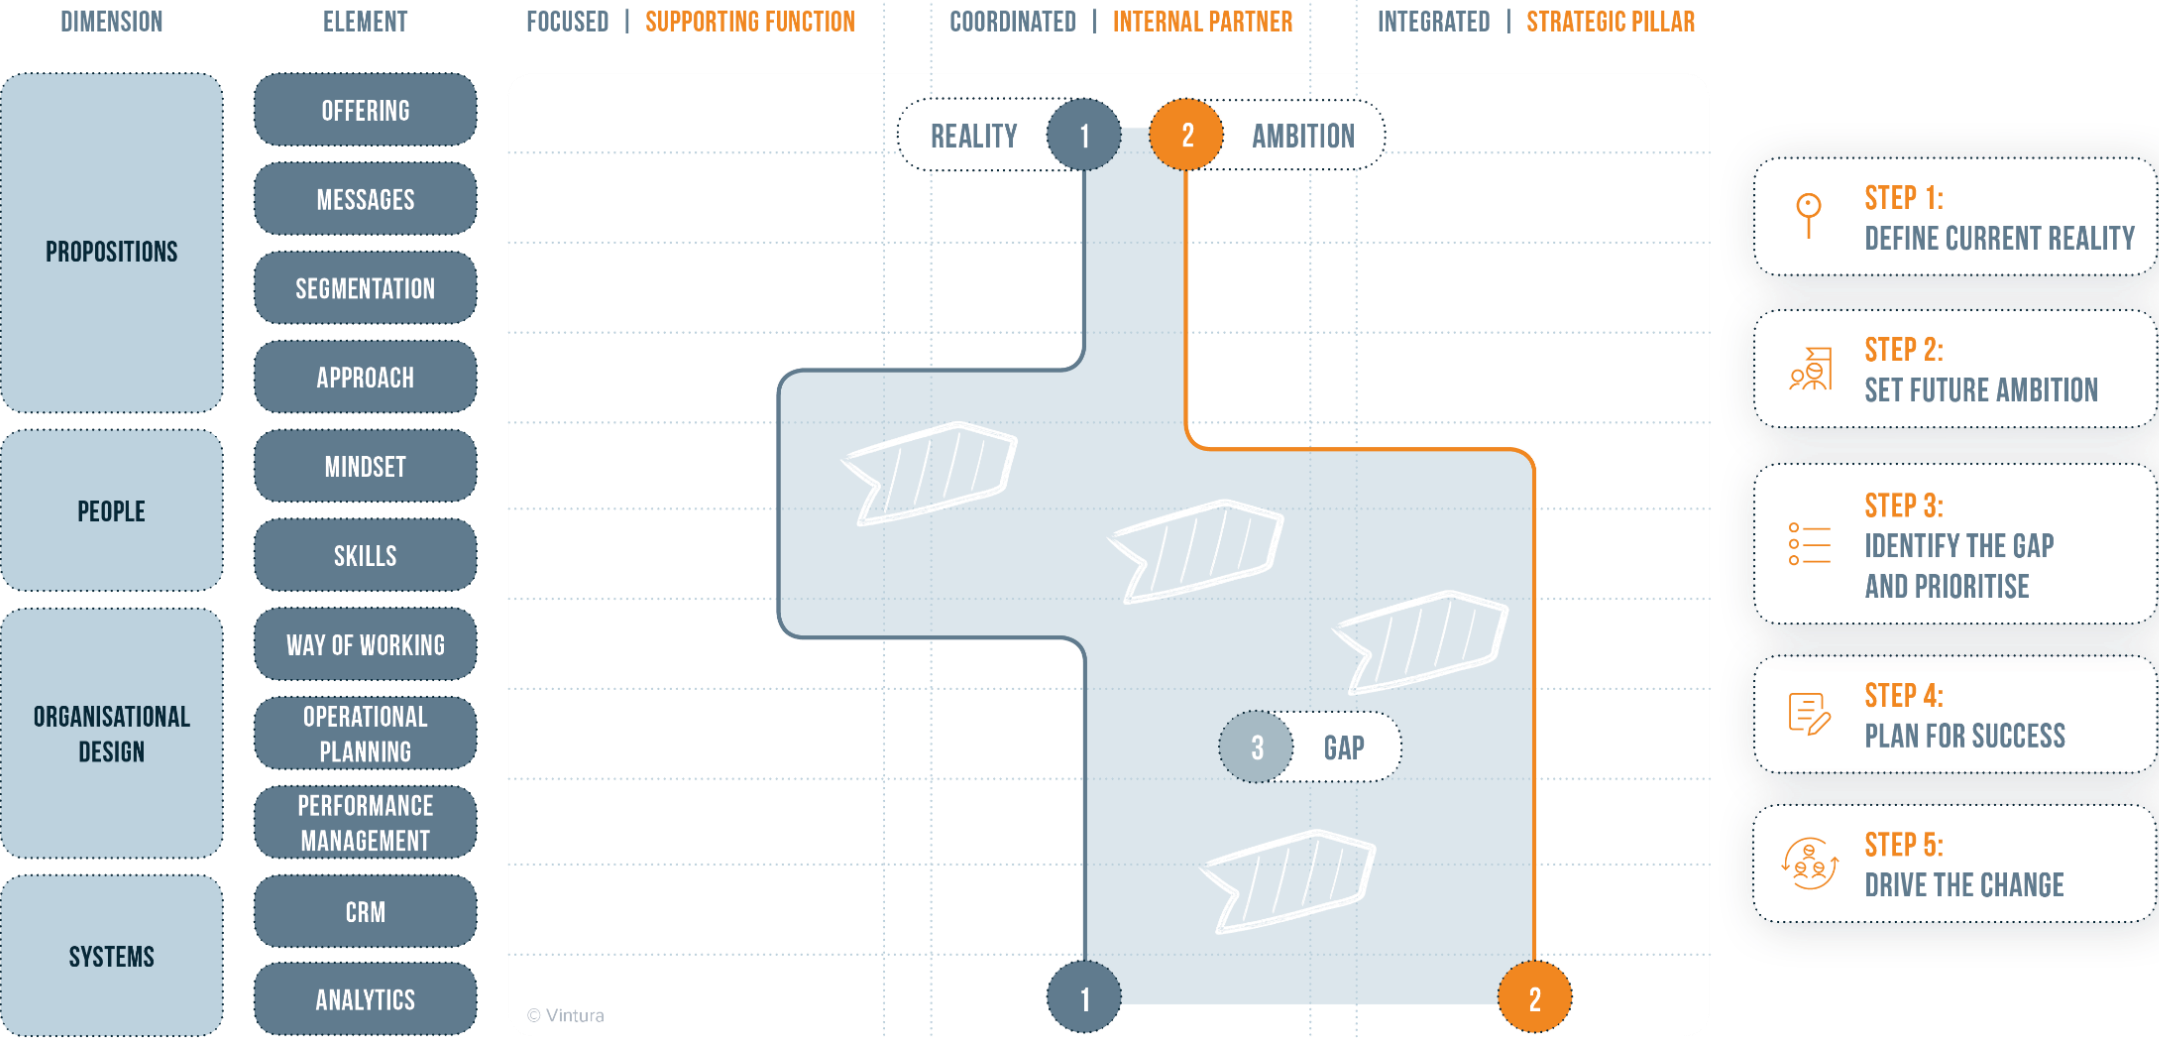 DIMENSION
ELEMENT
FOCUSED | SUPPORTING FUNCTION
COORDINATED | INTERNAL PARTNER
INTEGRATED | STRATEGIC PILLAR
PROPOSITIONS
PEOPLE
ORGANISATIONAL
DESIGN
SYSTEMS
OFFERING
MESSAGES
SEGMENTATION
APPROACH
MINDSET
SKILLS
WAY OF WORKING
OPERATIONAL
PLANNING
PERFORMANCE
MANAGEMENT
CRM
ANALYTICS
REALITY 1
2 AMBITION
3 GAP
1
2
© Vintura
STEP 1:
DEFINE CURRENT REALITY
STEP 2:
SET FUTURE AMBITION
STEP 3:
IDENTIFY THE GAP
AND PRIORITISE
STEP 4:
PLAN FOR SUCCESS
STEP 5:
DRIVE THE CHANGE